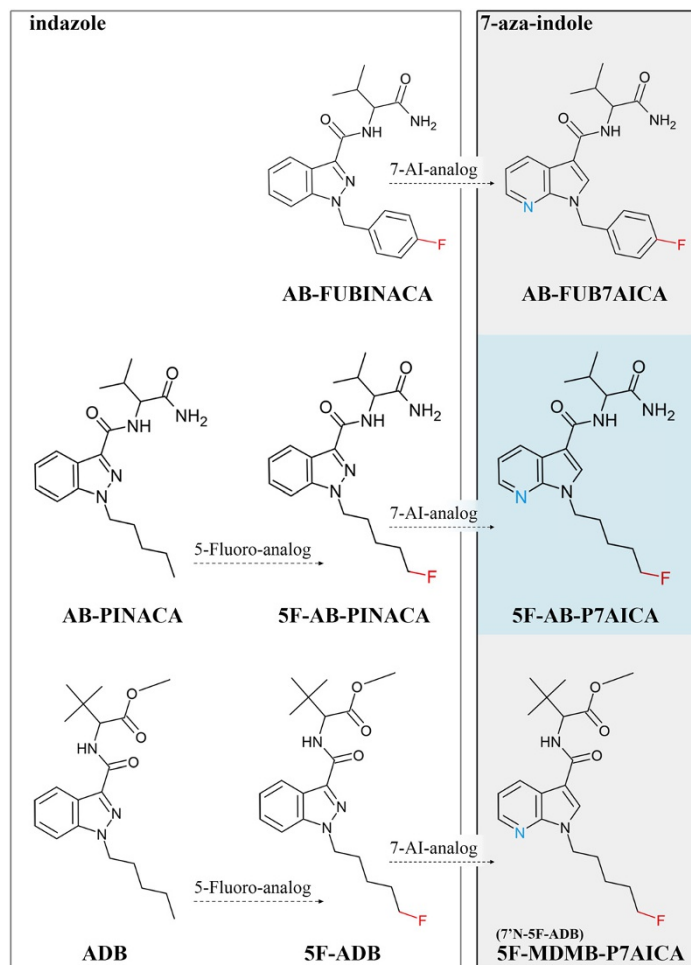 indazole
7-aza-indole
O
NH2
O
NH
N
N
F
7-AI-analog
O
NH2
O
NH
N
N
F
AB-FUBINACA
AB-FUB7AICA
O
NH2
O
NH
N
N
5-Fluoro-analog
O
NH2
O
NH
N
N
F
7-AI-analog
O
NH2
O
NH
N
N
F
AB-PINACA
5F-AB-PINACA
5F-AB-P7AICA
O
O
HN
O
N
N
5-Fluoro-analog
O
O
HN
O
N
N
F
7-AI-analog
O
O
HN
O
N
N
F
(7'N-5F-ADB)
ADB
5F-ADB
5F-MDMB-P7AICA